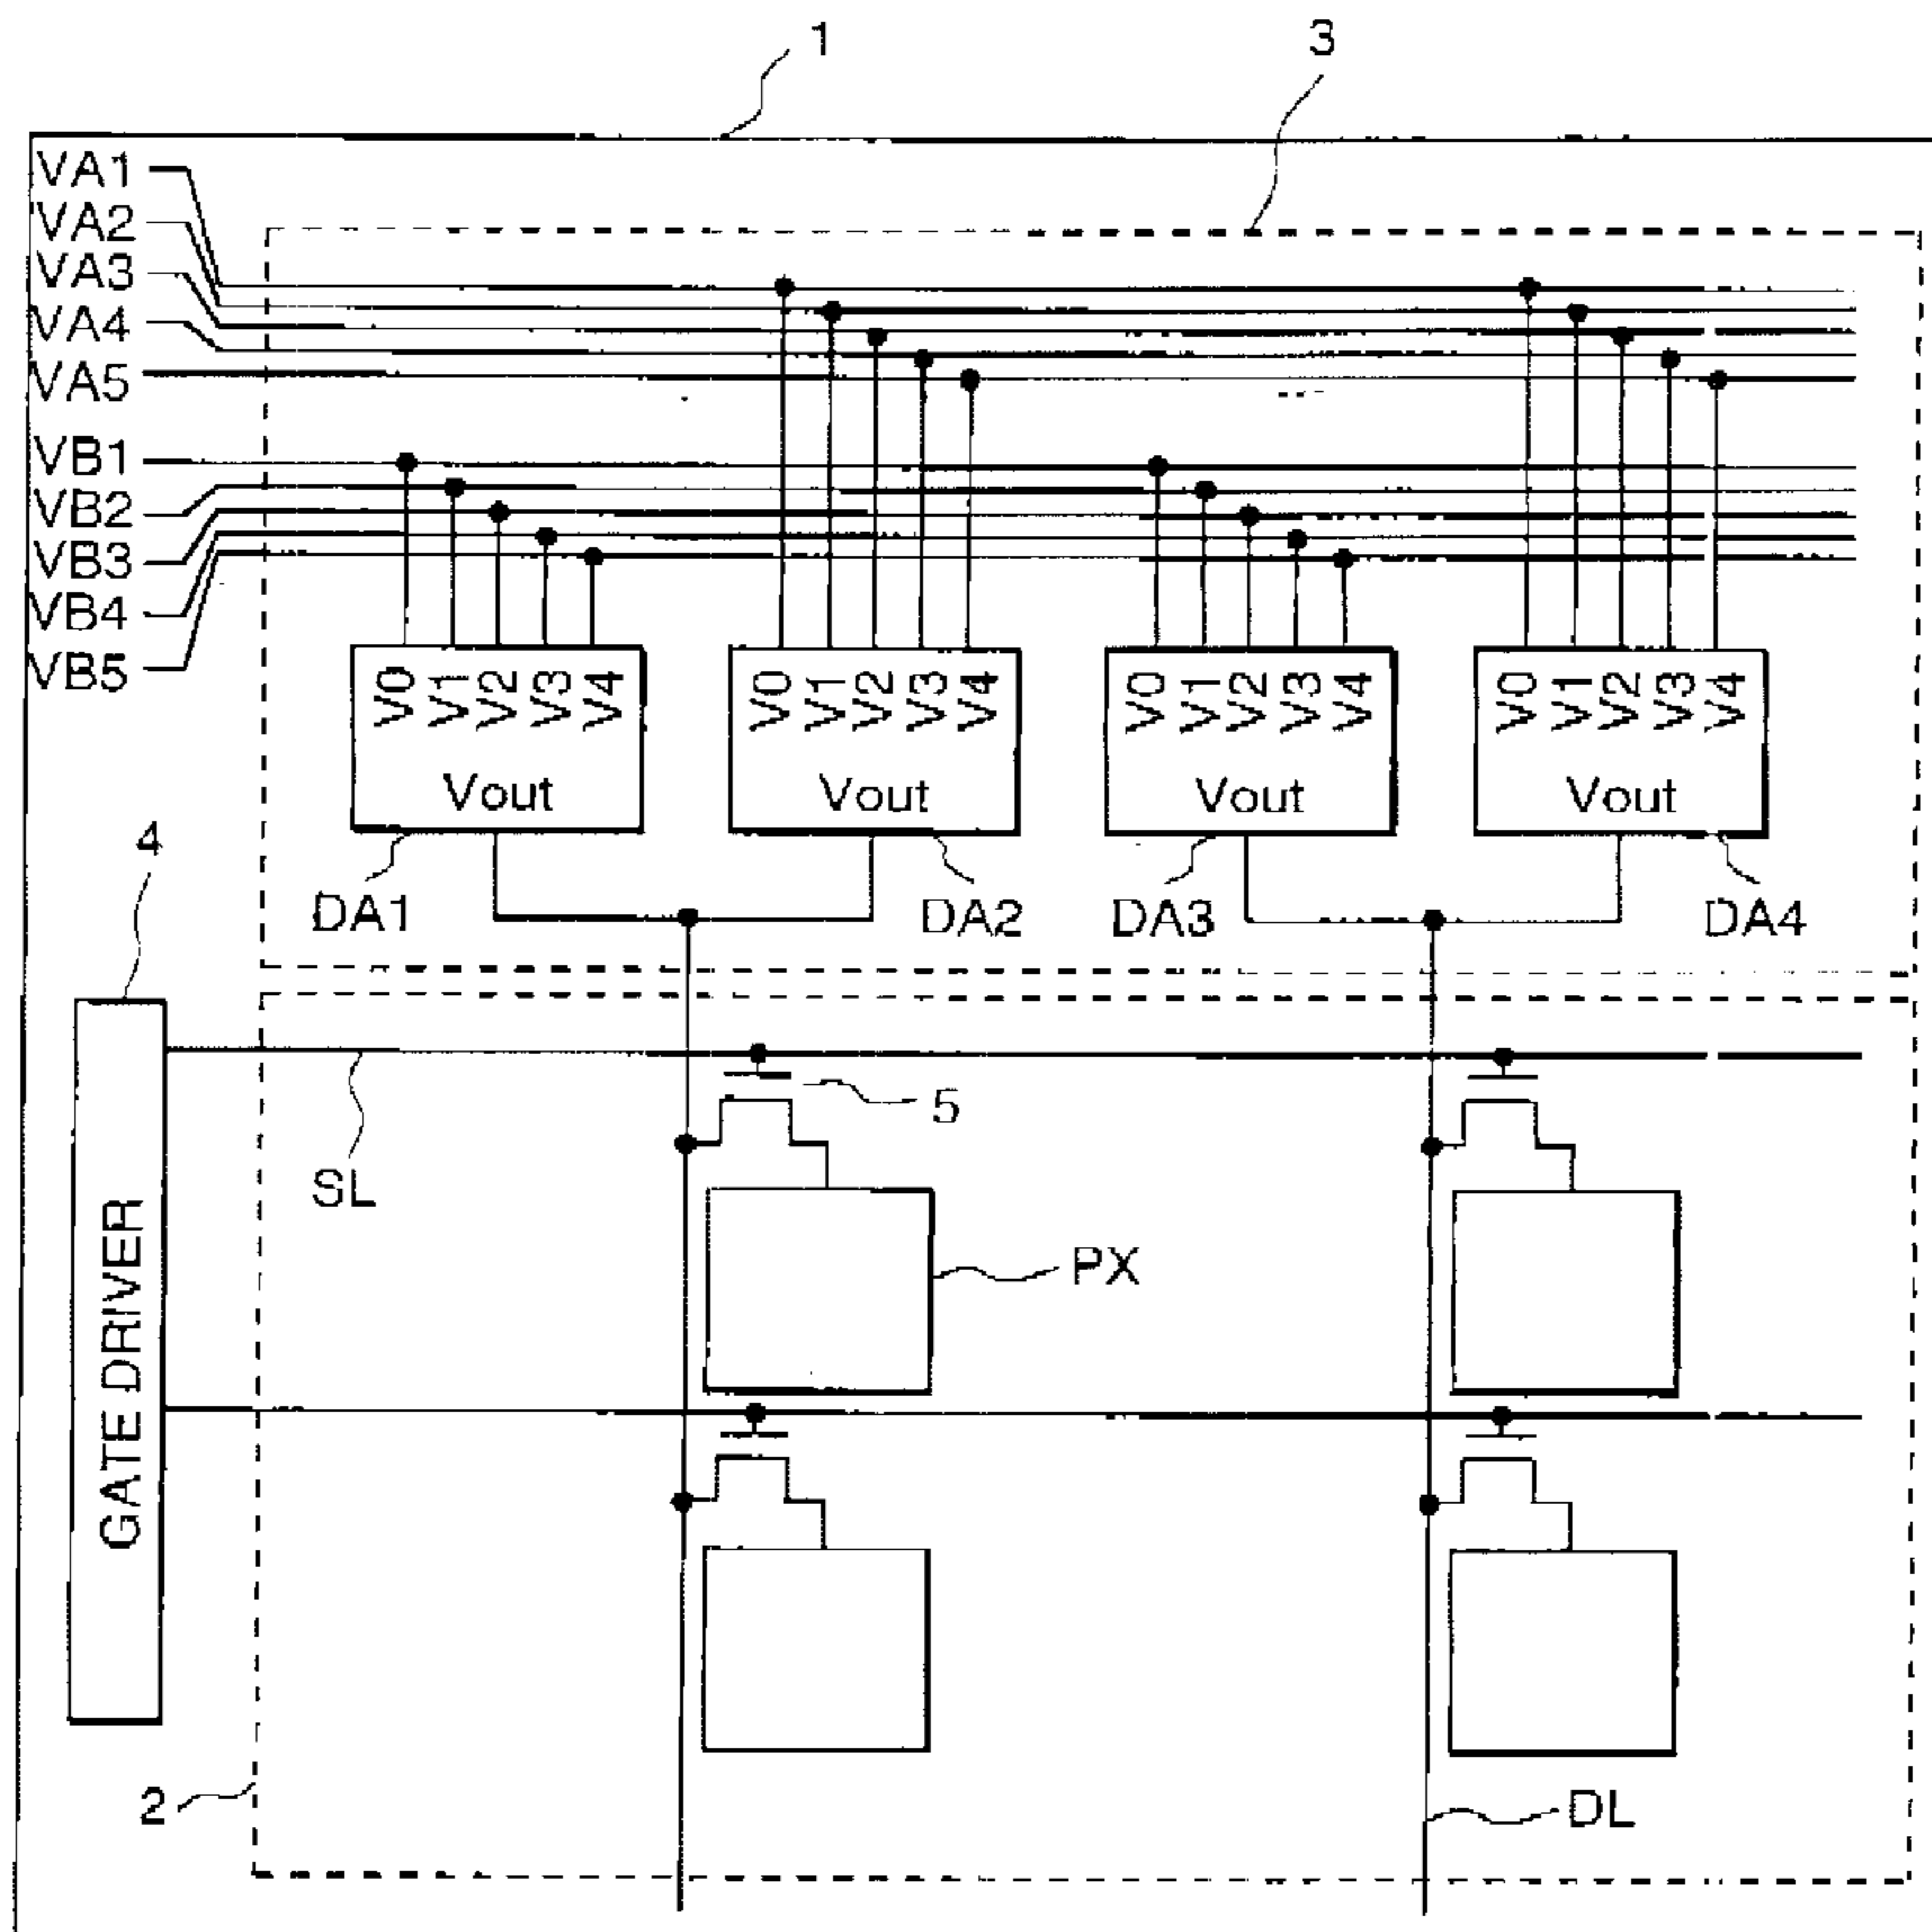 1
3
VA1
VA2
VA3
VA4
VA5
VB1
VB2
VB3
VB4
VB5
V0 V1 V2 V3 V4
V0 V1 V2 V3 V4
V0 V1 V2 V3 V4
V0 V1 V2 V3 V4
Vout
Vout
Vout
Vout
4
DA1
DA2
DA3
DA4
5
SL
GATE DRIVER
PX
2
DL